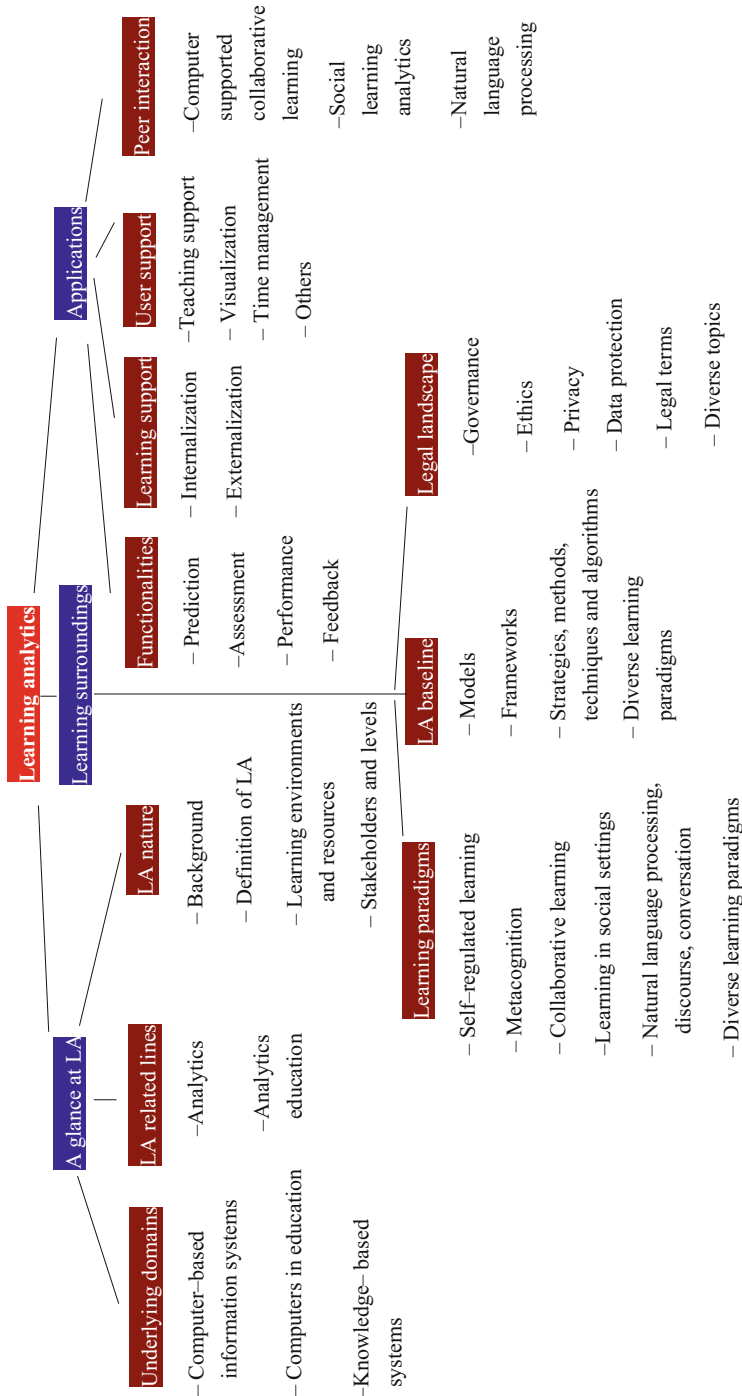 Learning analytics
A glance at LA
Learning surroundings
Applications
Underlying domains
–Computer–based
information systems
–Computers in education
–Knowledge– based
systems
LA related lines
–Analytics
–Analytics
education
LA nature
–Background
–Definition of LA
–Learning environments
and resources
–Stakeholders and levels
Functionalities
–Prediction
–Assessment
–Performance
–Feedback
Learning support
–Internalization
–Externalization
User support
–Teaching support
–Visualization
–Time management
–Others
Peer interaction
–Computer
supported
collaborative
learning
–Social
learning
analytics
–Natural
language
processing
Learning paradigms
–Self–regulated learning
–Metacognition
–Collaborative learning
–Learning in social settings
–Natural language processing,
discourse, conversation
–Diverse learning paradigms
LA baseline
–Models
–Frameworks
–Strategies, methods,
techniques and algorithms
–Diverse learning
paradigms
Legal landscape
–Governance
–Ethics
–Privacy
–Data protection
–Legal terms
–Diverse topics